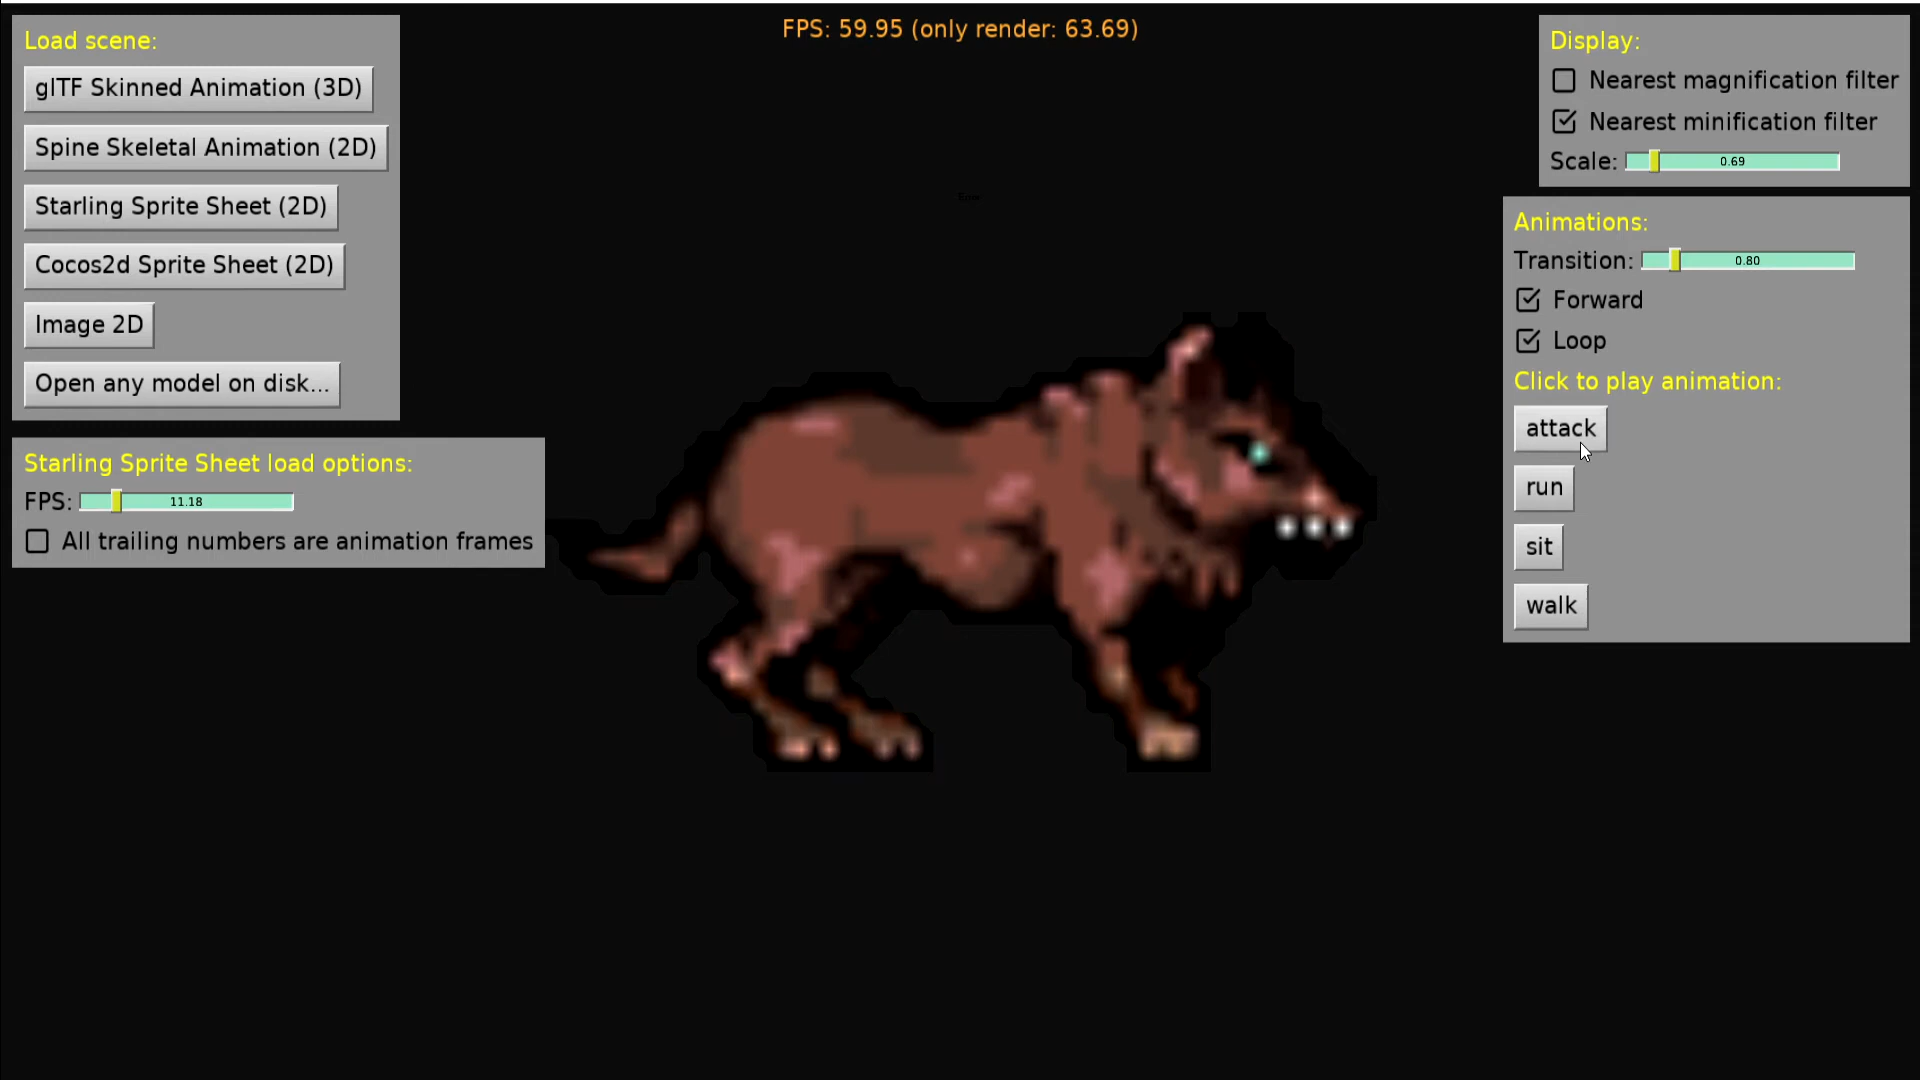 FPS: 59.95 (only render: 63.69)
Load scene:
glTF Skinned Animation (3D)
Spine Skeletal Animation (2D)
Starling Sprite Sheet (2D)
Cocos2d Sprite Sheet (2D)
Image 2D
Open any model on disk...
Starling Sprite Sheet load options:
FPS: 11.18
All trailing numbers are animation frames
Display:
Nearest magnification filter
Nearest minification filter
Scale: 0.69
Animations:
Transition: 0.80
Forward
Loop
Click to play animation:
attack
run
sit
walk